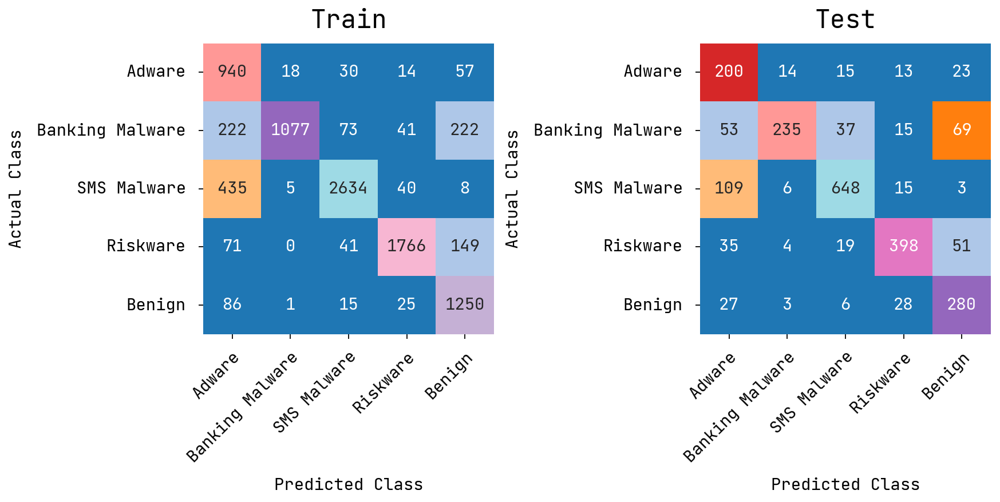 Train
Adware 940 18 30 14 57
Banking Malware 222 1077 73 41 222
SMS Malware 435 5 2634 40 8
Riskware 71 0 41 1766 149
Benign 86 1 15 25 1250
Actual Class
Adware
Banking Malware
SMS Malware
Riskware
Benign
Predicted Class
Test
Adware 200 14 15 13 23
Banking Malware 53 235 37 15 69
SMS Malware 109 6 648 15 3
Riskware 35 4 19 398 51
Benign 27 3 6 28 280
Actual Class
Adware
Banking Malware
SMS Malware
Riskware
Benign
Predicted Class